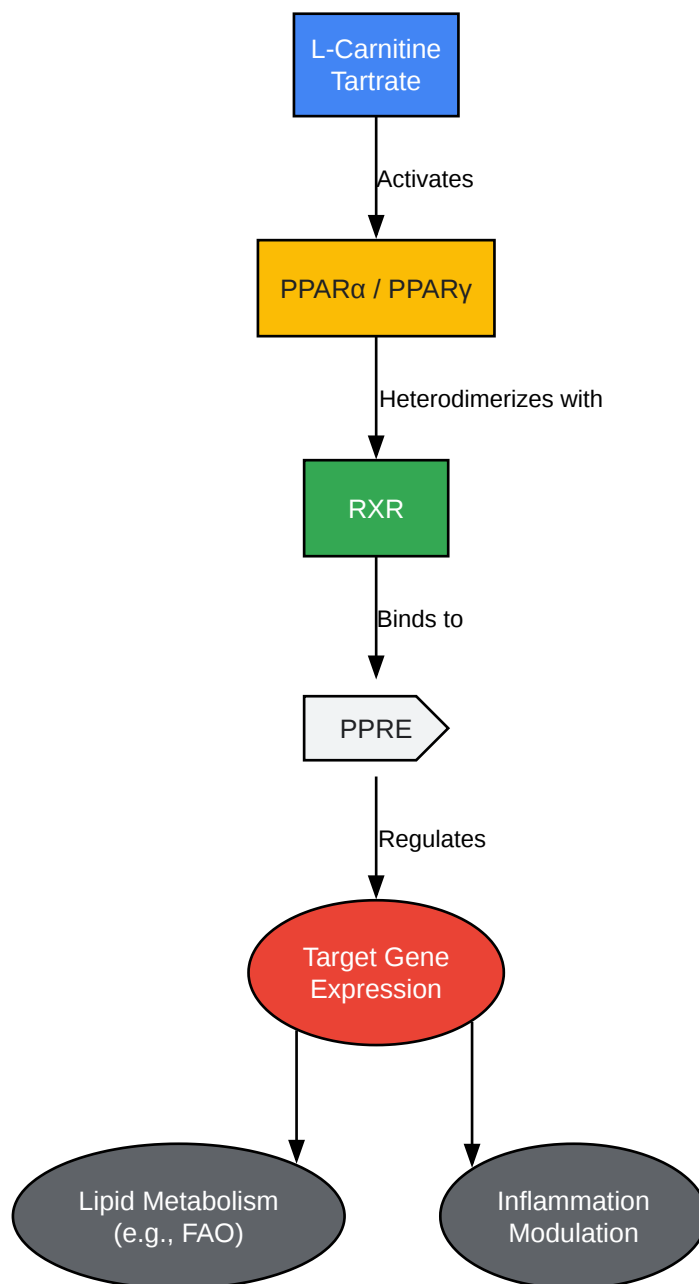 L-Carnitine
Tartrate
Activates
PPARα / PPARγ
Heterodimerizes with
RXR
Binds to
PPRE
Regulates
Target Gene
Expression
Lipid Metabolism
(e.g., FAO)
Inflammation
Modulation